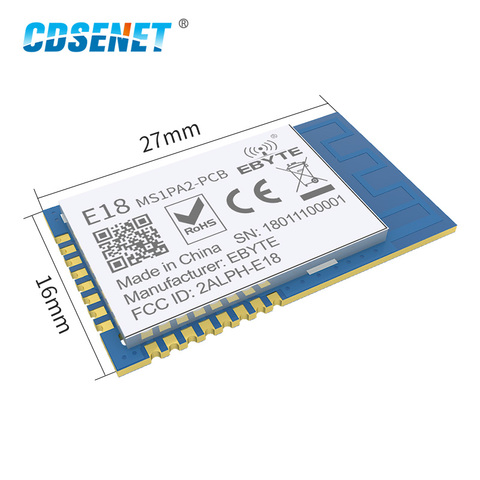 CDSENET
27mm
16mm
EBYTE
E18 MS1PA2-PCB
RoHS
SN: 18011100001
Made in China
Manufacturer: EBYTE
FCC ID: 2ALPH-E18